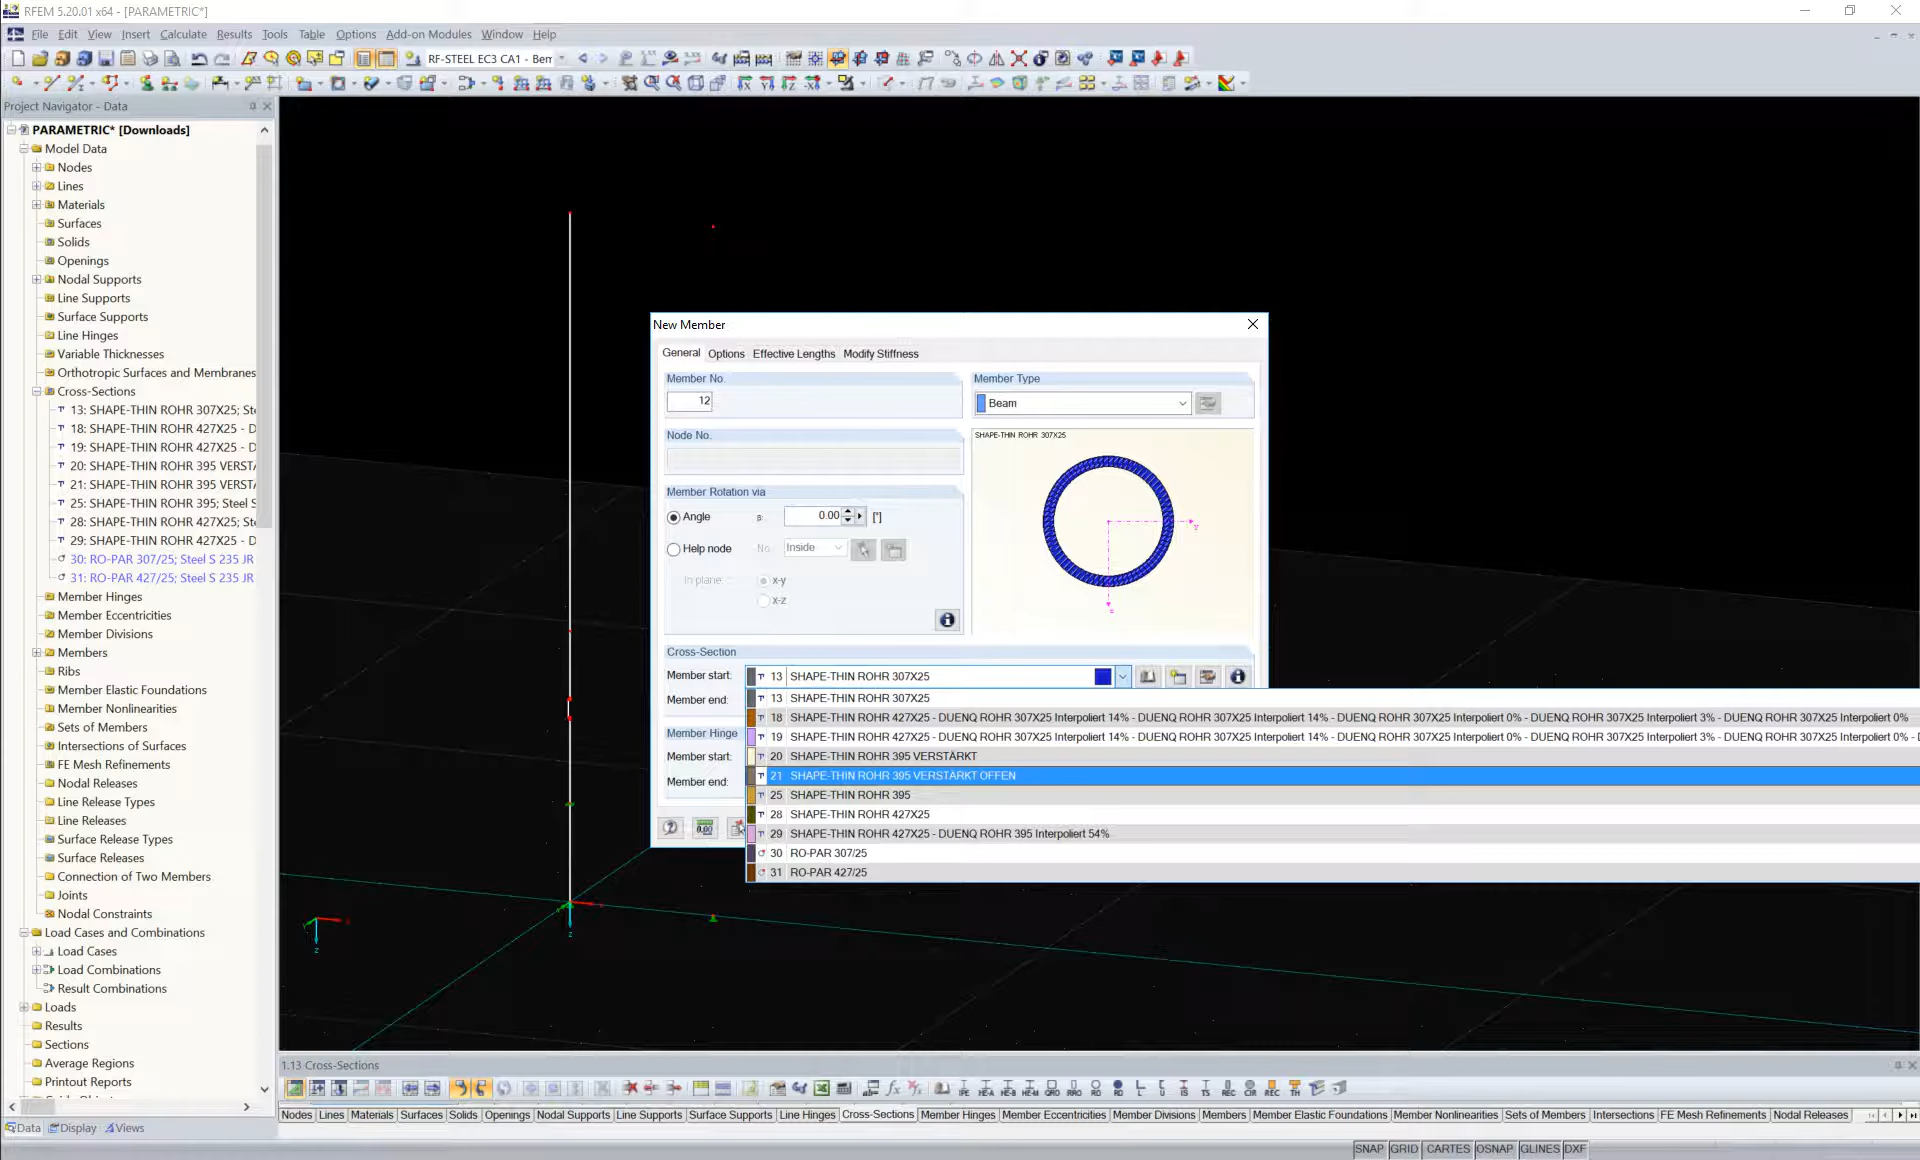 RFEM 5.20.01 x64 - [PARAMETRIC*]
File Edit View Insert Calculate Results Tools Table Options Add-on Modules Window Help
RF-STEEL EC3 CA1 - Bem
Project Navigator - Data
PARAMETRIC* [Downloads]
Model Data
Nodes
Lines
Materials
Surfaces
Solids
Openings
Nodal Supports
Line Supports
Surface Supports
Line Hinges
Variable Thicknesses
Orthotropic Surfaces and Membranes
Cross-Sections
13: SHAPE-THIN ROHR 307X25; Ste
18: SHAPE-THIN ROHR 427X25 - D
19: SHAPE-THIN ROHR 427X25 - D
20: SHAPE-THIN ROHR 395 VERSTÄ
21: SHAPE-THIN ROHR 395 VERSTÄ
25: SHAPE-THIN ROHR 395; Steel S
28: SHAPE-THIN ROHR 427X25; Ste
29: SHAPE-THIN ROHR 427X25 - D
30: RO-PAR 307/25; Steel S 235 JR
31: RO-PAR 427/25; Steel S 235 JR
Member Hinges
Member Eccentricities
Member Divisions
Members
Ribs
Member Elastic Foundations
Member Nonlinearities
Sets of Members
Intersections of Surfaces
FE Mesh Refinements
Nodal Releases
Line Release Types
Line Releases
Surface Release Types
Surface Releases
Connection of Two Members
Joints
Nodal Constraints
Load Cases and Combinations
Load Cases
Load Combinations
Result Combinations
Loads
Results
Sections
Average Regions
Printout Reports
Data Display Views
New Member
General Options Effective Lengths Modify Stiffness
Member No.
12
Member Type
Beam
Node No.
SHAPE-THIN ROHR 307X25
Member Rotation via
Angle β: 0.00 [°]
Help node No. Inside
In plane: x-y
x-z
Cross-Section
Member start: 13 SHAPE-THIN ROHR 307X25
Member end:
Member Hinge
Member start:
Member end:
13 SHAPE-THIN ROHR 307X25
18 SHAPE-THIN ROHR 427X25 - DUENQ ROHR 307X25 Interpoliert 14% - DUENQ ROHR 307X25 Interpoliert 14% - DUENQ ROHR 307X25 Interpoliert 0% - DUENQ ROHR 307X25 Interpoliert 3% - DUENQ ROHR 307X25 Interpoliert 0%
19 SHAPE-THIN ROHR 427X25 - DUENQ ROHR 307X25 Interpoliert 14% - DUENQ ROHR 307X25 Interpoliert 14% - DUENQ ROHR 307X25 Interpoliert 0% - DUENQ ROHR 307X25 Interpoliert 3% - DUENQ ROHR 307X25 Interpoliert 0% -
20 SHAPE-THIN ROHR 395 VERSTÄRKT
21 SHAPE-THIN ROHR 395 VERSTÄRKT OFFEN
25 SHAPE-THIN ROHR 395
28 SHAPE-THIN ROHR 427X25
29 SHAPE-THIN ROHR 427X25 - DUENQ ROHR 395 Interpoliert 54%
30 RO-PAR 307/25
31 RO-PAR 427/25
1.13 Cross-Sections
Nodes Lines Materials Surfaces Solids Openings Nodal Supports Line Supports Surface Supports Line Hinges Cross-Sections Member Hinges Member Eccentricities Member Divisions Members Member Elastic Foundations Member Nonlinearities Sets of Members Intersections FE Mesh Refinements Nodal Releases
SNAP GRID CARTES OSNAP GLINES DXF